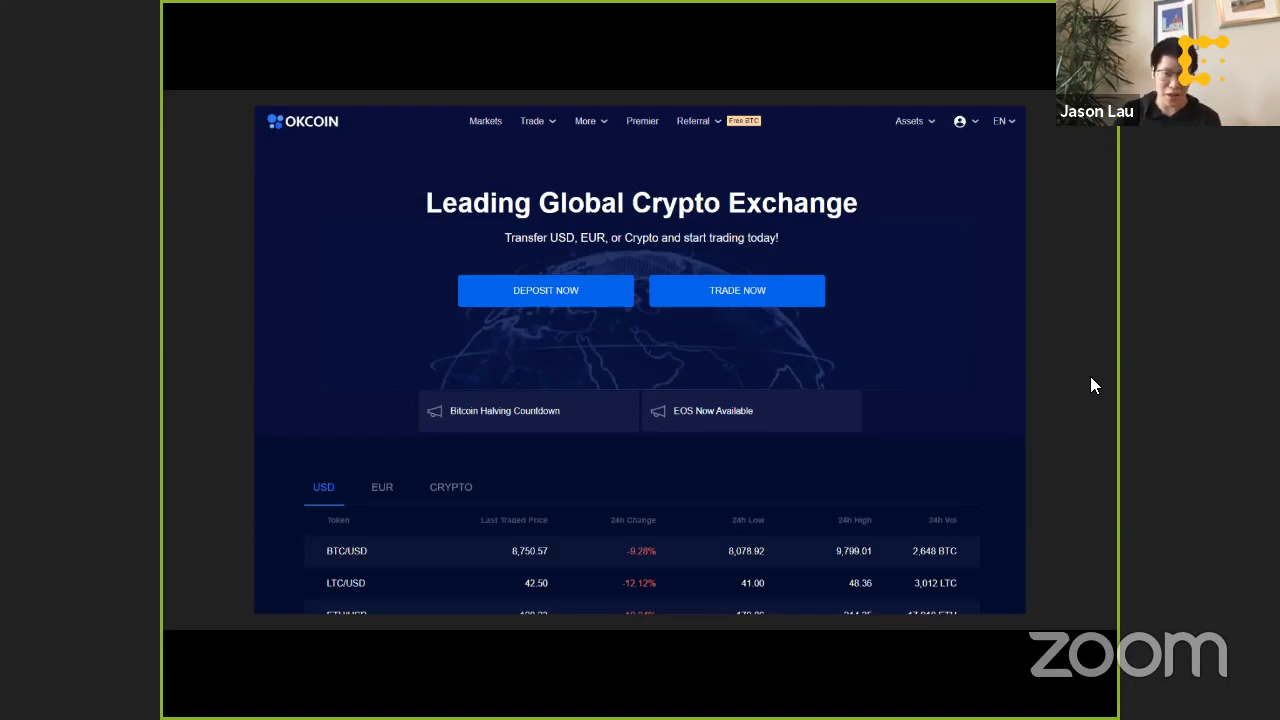 Jason Lau
OKCOIN
Markets Trade More Premier Referral Free BTC Assets EN
Leading Global Crypto Exchange
Transfer USD, EUR, or Crypto and start trading today!
DEPOSIT NOW TRADE NOW
Bitcoin Halving Countdown EOS Now Available
USD EUR CRYPTO
Token Last Traded Price 24h Change 24h Low 24h High 24h Vol
BTC/USD 8,750.57 -9.28% 8,078.92 9,799.01 2,648 BTC
LTC/USD 42.50 -12.12% 41.00 48.36 3,012 LTC
ETH/USD
zoom